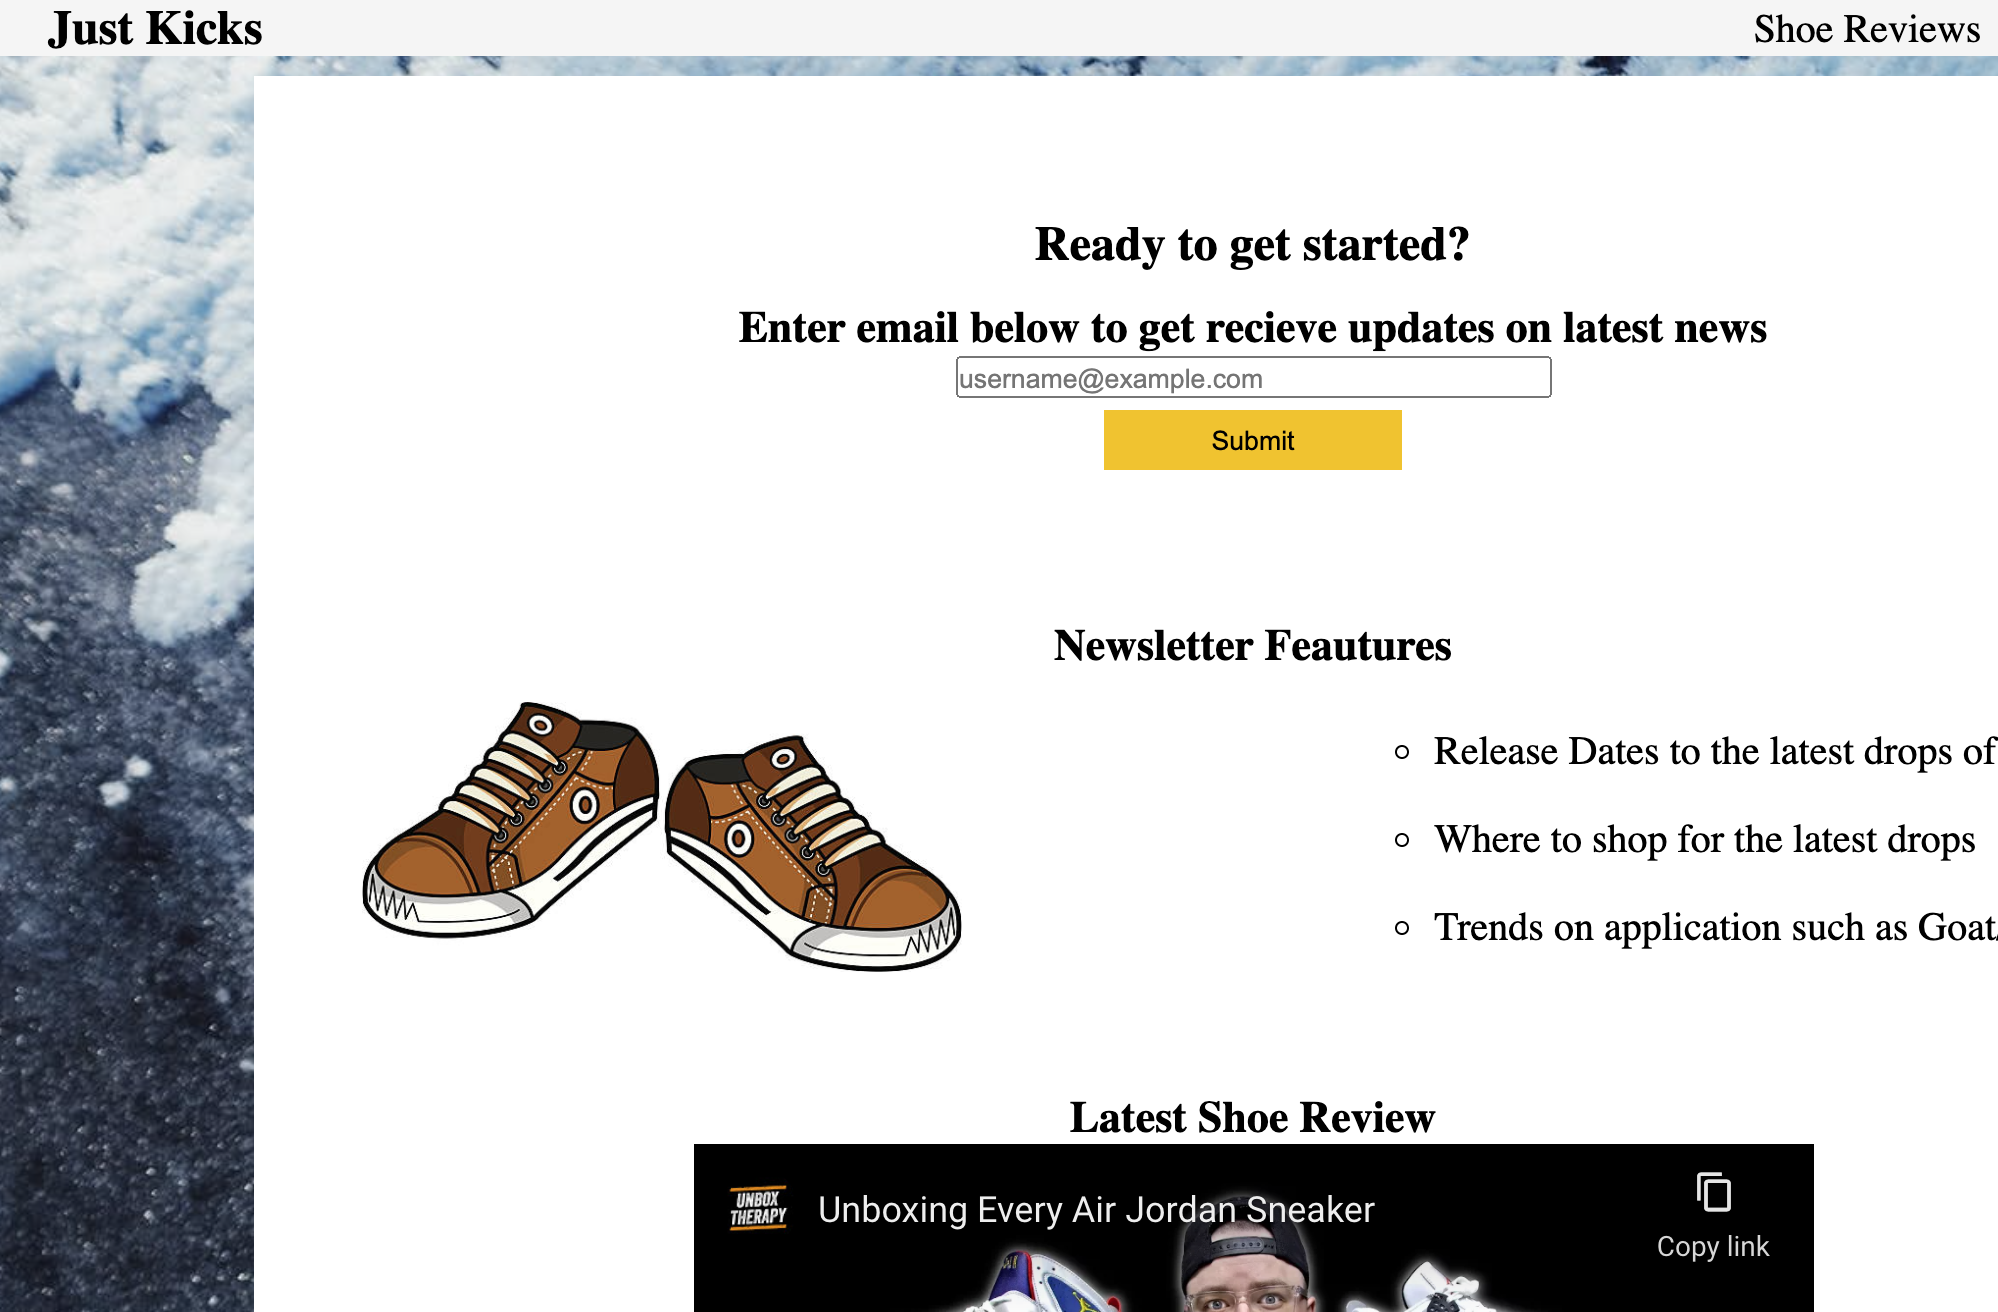 Just Kicks
Shoe Reviews
Ready to get started?
Enter email below to get recieve updates on latest news
username@example.com
Submit
Newsletter Feautures
Release Dates to the latest drops of
Where to shop for the latest drops
Trends on application such as Goat/
Latest Shoe Review
UNBOX
THERAPY
Unboxing Every Air Jordan Sneaker
Copy link